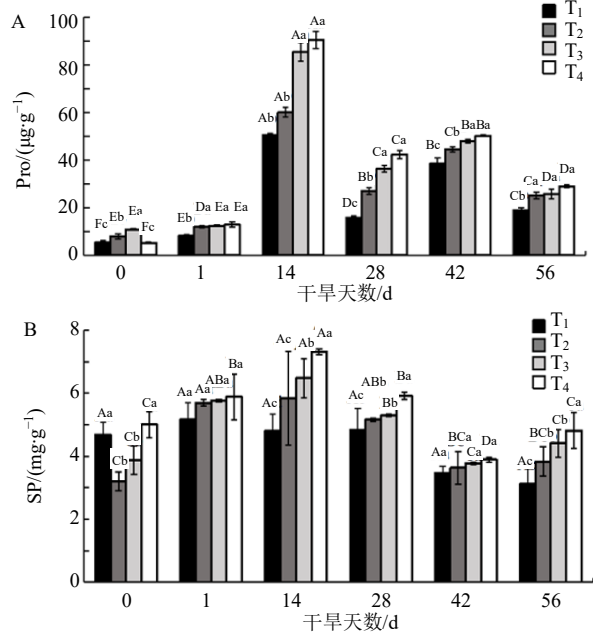 A
T1
T2
T3
T4
Pro/(μg·g⁻¹)
100
80
60
40
20
0
Fc Eb Ea Fc
Eb Da Ea Ea
Ab Ab Aa Aa
Dc Bb Ca Ca
Bc Cb Ba Ba
Cb Ca Da Da
0 1 14 28 42 56
干旱天数/d
B
T1
T2
T3
T4
SP/(mg·g⁻¹)
8
6
4
2
0
Aa Cb Cb Ca
Ac Aa ABa Ba
Ac Ac Ab Aa
Ac ABb Bb Ba
Aa BCa Ca Da
Ac BCb Cb Ca
0 1 14 28 42 56
干旱天数/d